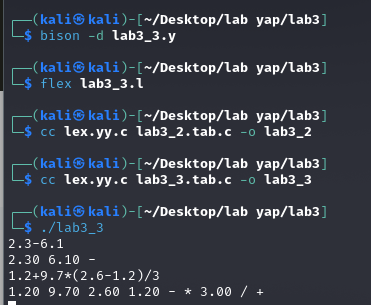 ┌──(kali㉿kali)-[~/Desktop/lab yap/lab3]
└─$ bison -d lab3_3.y
┌──(kali㉿kali)-[~/Desktop/lab yap/lab3]
└─$ flex lab3_3.l
┌──(kali㉿kali)-[~/Desktop/lab yap/lab3]
└─$ cc lex.yy.c lab3_2.tab.c -o lab3_2
┌──(kali㉿kali)-[~/Desktop/lab yap/lab3]
└─$ cc lex.yy.c lab3_3.tab.c -o lab3_3
┌──(kali㉿kali)-[~/Desktop/lab yap/lab3]
└─$ ./lab3_3
2.3-6.1
2.30 6.10 -
1.2+9.7*(2.6-1.2)/3
1.20 9.70 2.60 1.20 - * 3.00 / +